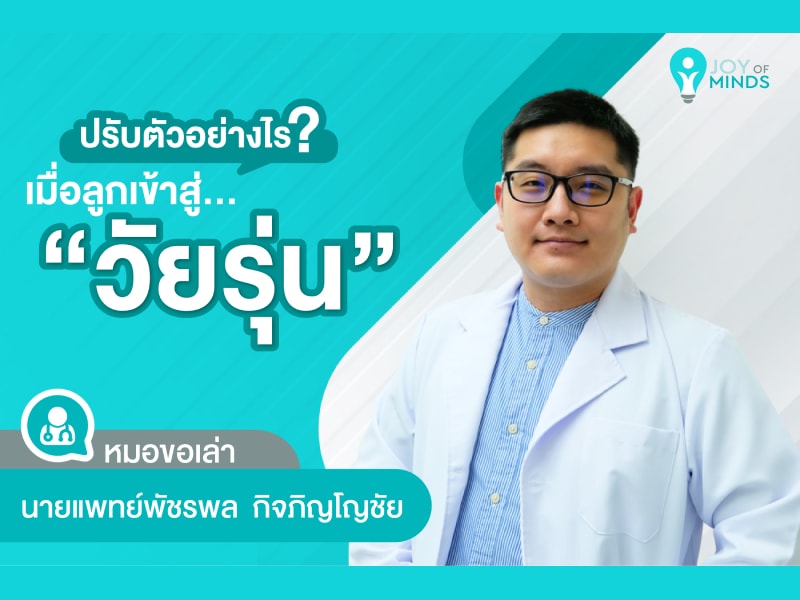 JOY OF
MINDS
ปรับตัวอย่างไร?
เมื่อลูกเข้าสู่...
“วัยรุ่น”
หมอขอเล่า
นายแพทย์พัชรพล กิจภิญโญชัย